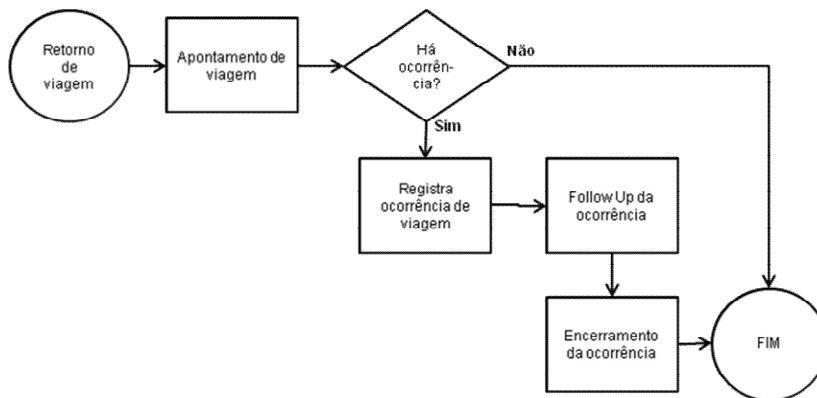 Retorno
de
viagem
Apontamento de
viagem
Há
ocorrên-
cia?
Não
Sim
Registra
ocorrência de
viagem
Follow Up da
ocorrência
Encerramento
da ocorrência
FIM